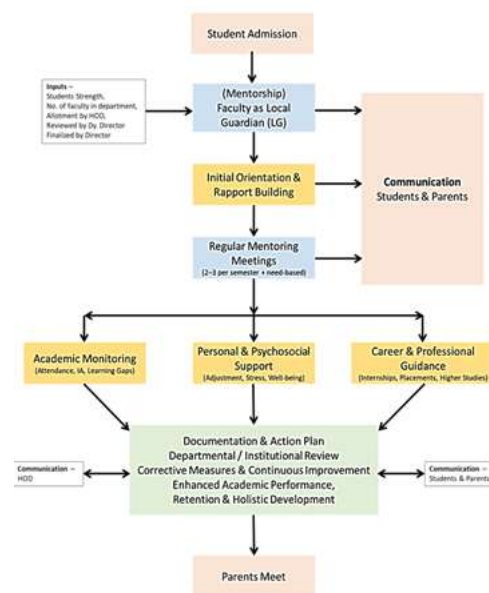 Student Admission
Inputs –
Students Strength,
No. of faculty in department,
Allotment by HOD,
Reviewed by Dy. Director
Finalized by Director
(Mentorship)
Faculty as Local
Guardian (LG)
Initial Orientation &
Rapport Building
Communication
Students & Parents
Regular Mentoring
Meetings
(2–3 per semester + need-based)
Academic Monitoring
(Attendance, IA, Learning Gaps)
Personal & Psychosocial
Support
(Adjustment, Stress, Well-being)
Career & Professional
Guidance
(Internships, Placements, Higher Studies)
Documentation & Action Plan
Departmental / Institutional Review
Corrective Measures & Continuous Improvement
Enhanced Academic Performance,
Retention & Holistic Development
Communication –
HOD
Communication –
Students & Parents
Parents Meet